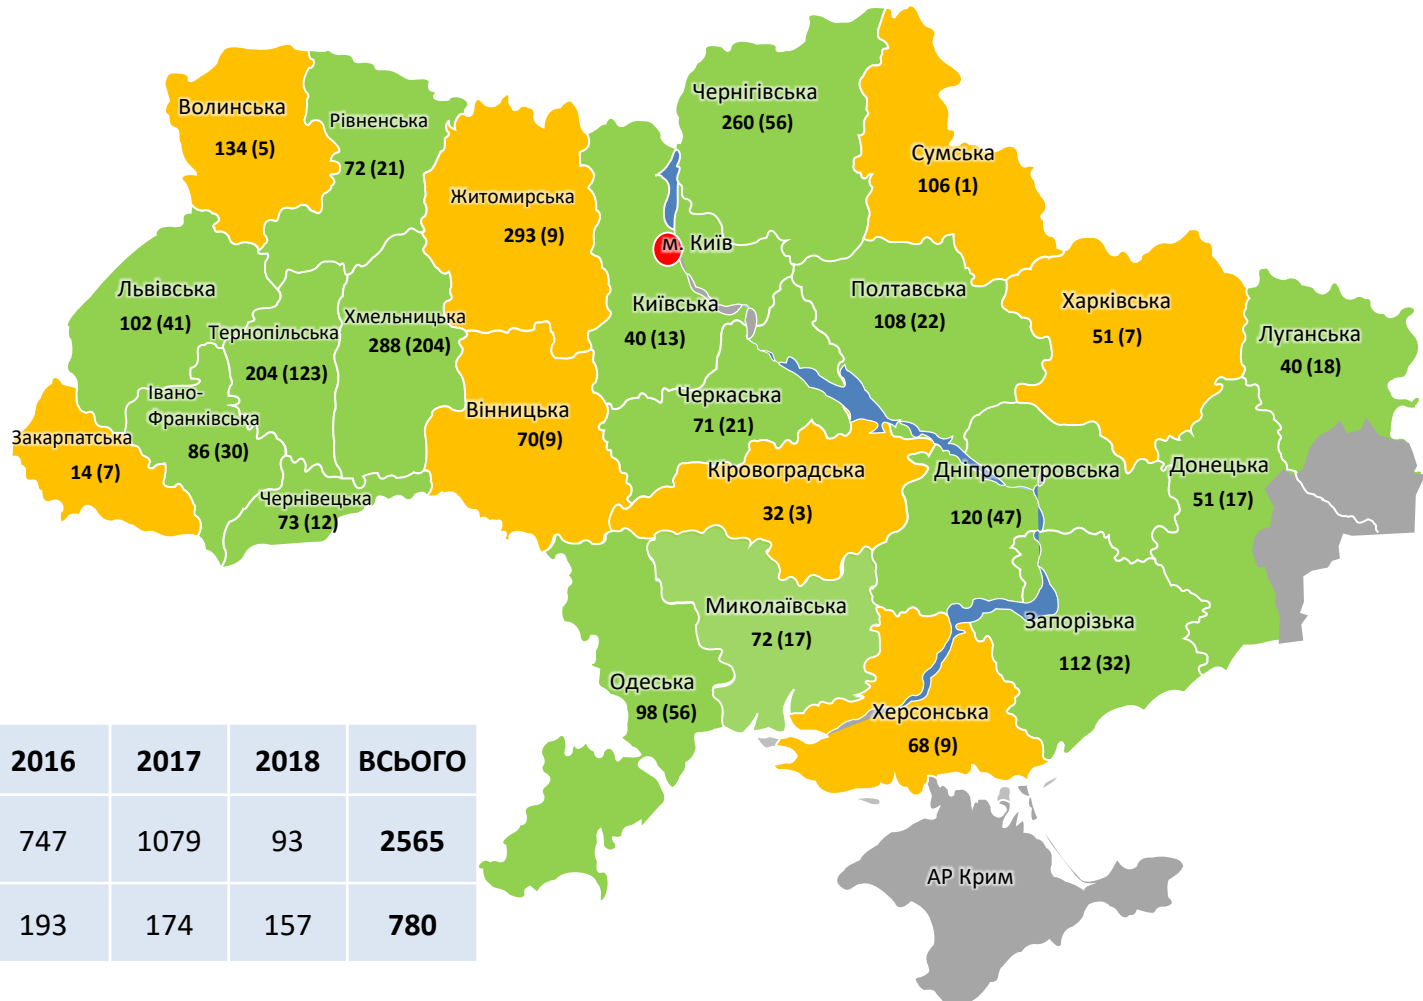 Волинська
134 (5)
Рівненська
72 (21)
Житомирська
293 (9)
Чернігівська
260 (56)
Сумська
106 (1)
м. Київ
Київська
40 (13)
Львівська
102 (41)
Тернопільська
204 (123)
Хмельницька
288 (204)
Полтавська
108 (22)
Харківська
51 (7)
Луганська
40 (18)
Івано-
Франківська
86 (30)
Закарпатська
14 (7)
Чернівецька
73 (12)
Вінницька
70(9)
Черкаська
71 (21)
Кіровоградська
32 (3)
Дніпропетровська
120 (47)
Донецька
51 (17)
Миколаївська
72 (17)
Запорізька
112 (32)
Одеська
98 (56)
Херсонська
68 (9)
АР Крим
2016 2017 2018 ВСЬОГО
747 1079 93 2565
193 174 157 780